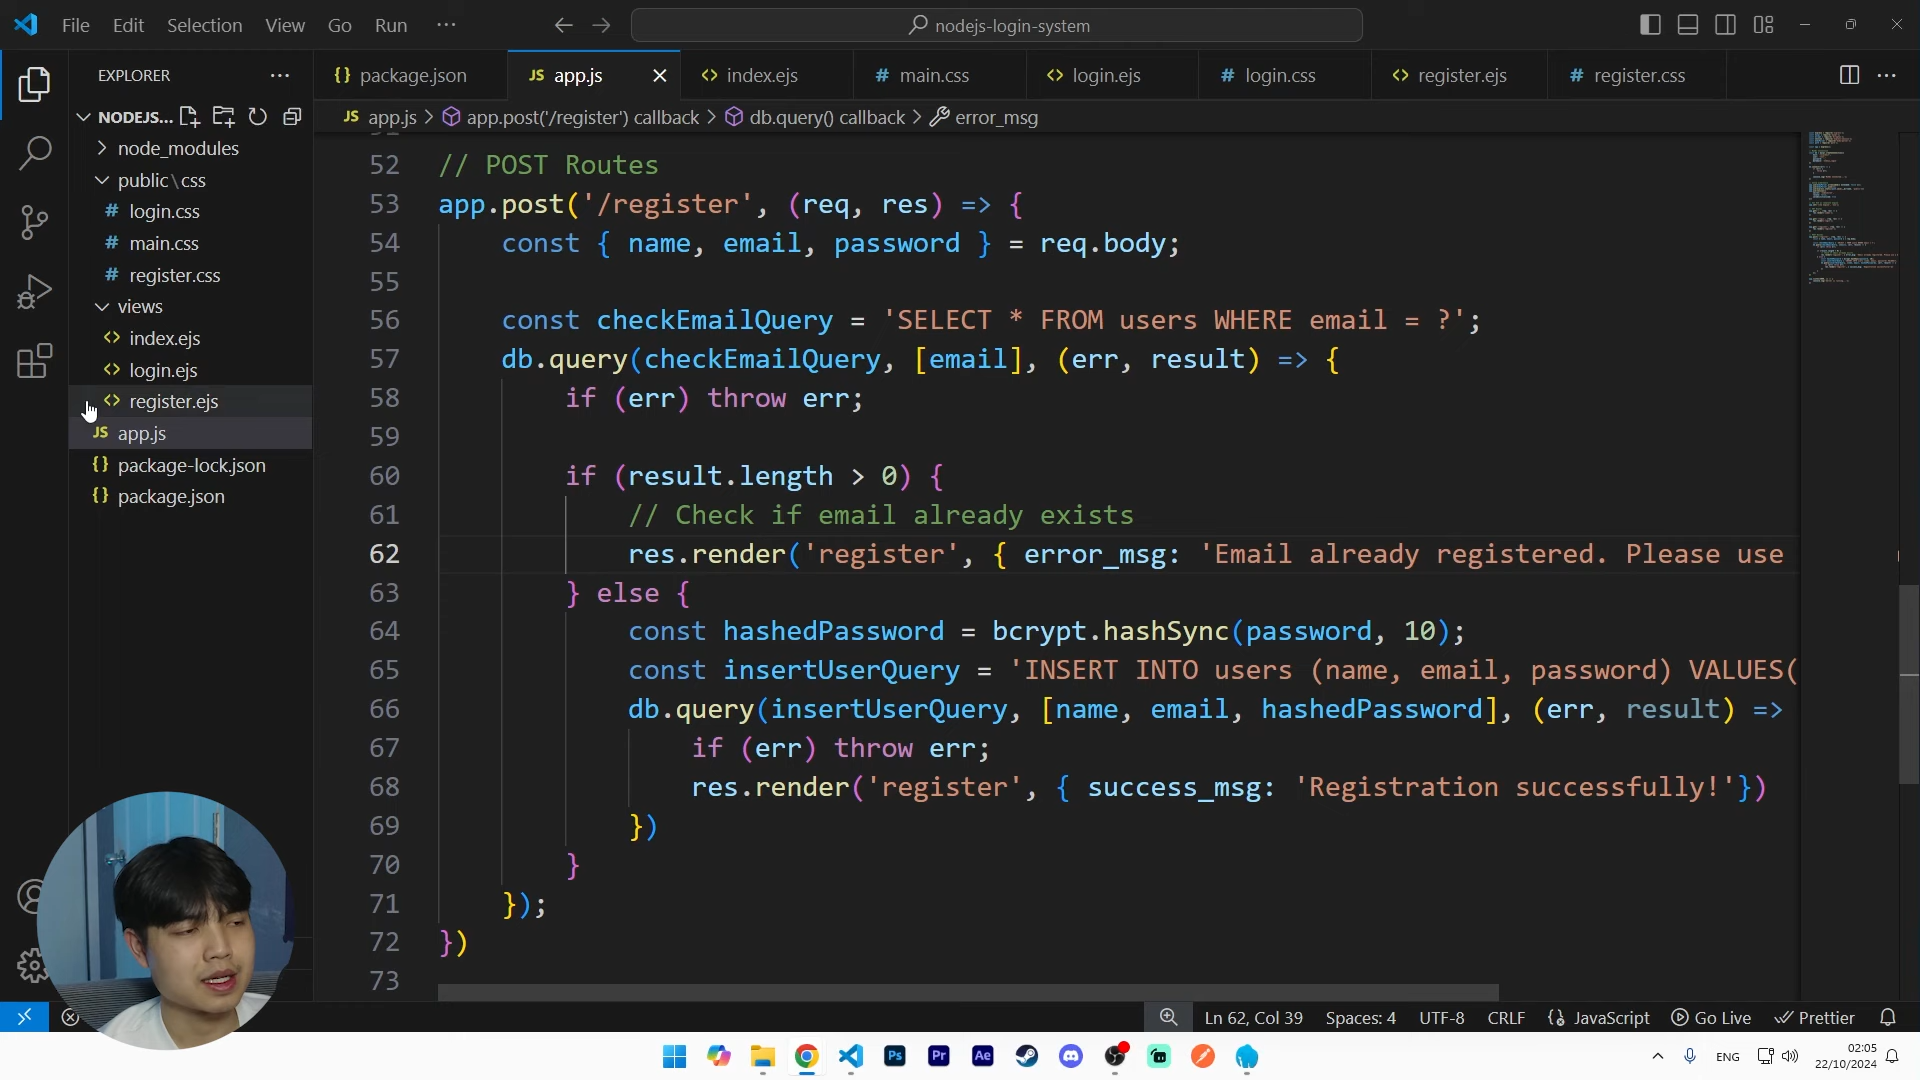 File Edit Selection View Go Run ···
nodejs-login-system
EXPLORER ···
NODEJS...
node_modules
public\css
# login.css
# main.css
# register.css
views
<> index.ejs
<> login.ejs
<> register.ejs
JS app.js
{} package-lock.json
{} package.json
{} package.json JS app.js <> index.ejs # main.css <> login.ejs # login.css <> register.ejs # register.css
JS app.js > app.post('/register') callback > db.query() callback > error_msg
52 // POST Routes
53 app.post('/register', (req, res) => {
54 const { name, email, password } = req.body;
55
56 const checkEmailQuery = 'SELECT * FROM users WHERE email = ?';
57 db.query(checkEmailQuery, [email], (err, result) => {
58 if (err) throw err;
59
60 if (result.length > 0) {
61 // Check if email already exists
62 res.render('register', { error_msg: 'Email already registered. Please use
63 } else {
64 const hashedPassword = bcrypt.hashSync(password, 10);
65 const insertUserQuery = 'INSERT INTO users (name, email, password) VALUES(
66 db.query(insertUserQuery, [name, email, hashedPassword], (err, result) =>
67 if (err) throw err;
68 res.render('register', { success_msg: 'Registration successfully!'})
69 })
70 }
71 });
72 })
73
Ln 62, Col 39 Spaces: 4 UTF-8 CRLF {} JavaScript Go Live Prettier
Ps Pr Ae
ENG
02:05
22/10/2024